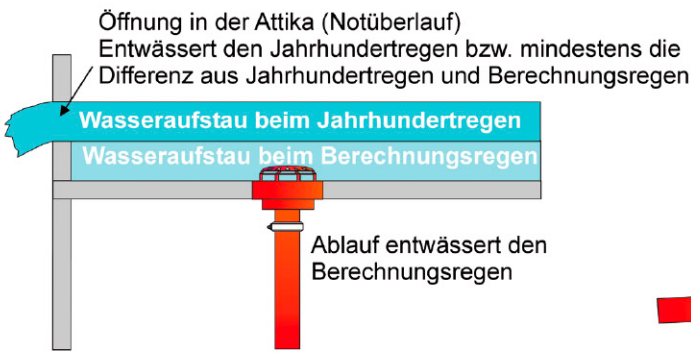 Öffnung in der Attika (Notüberlauf)
Entwässert den Jahrhundertregen bzw. mindestens die
Differenz aus Jahrhundertregen und Berechnungsregen
Wasseraufstau beim Jahrhundertregen
Wasseraufstau beim Berechnungsregen
Ablauf entwässert den
Berechnungsregen